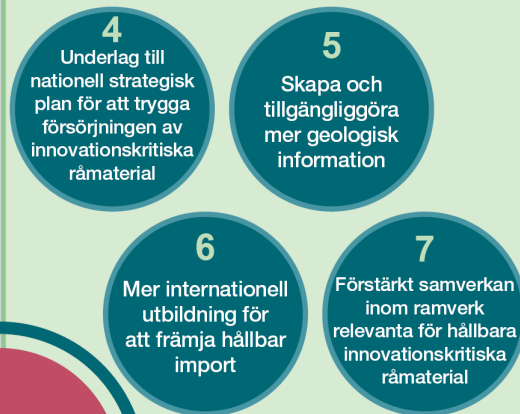 4
Underlag till
nationell strategisk
plan för att trygga
försörjningen av
innovationskritiska
råmaterial
5
Skapa och
tillgängliggöra
mer geologisk
information
6
Mer internationell
utbildning för
att främja hållbar
import
7
Förstärkt samverkan
inom ramverk
relevanta för hållbara
innovationskritiska
råmaterial